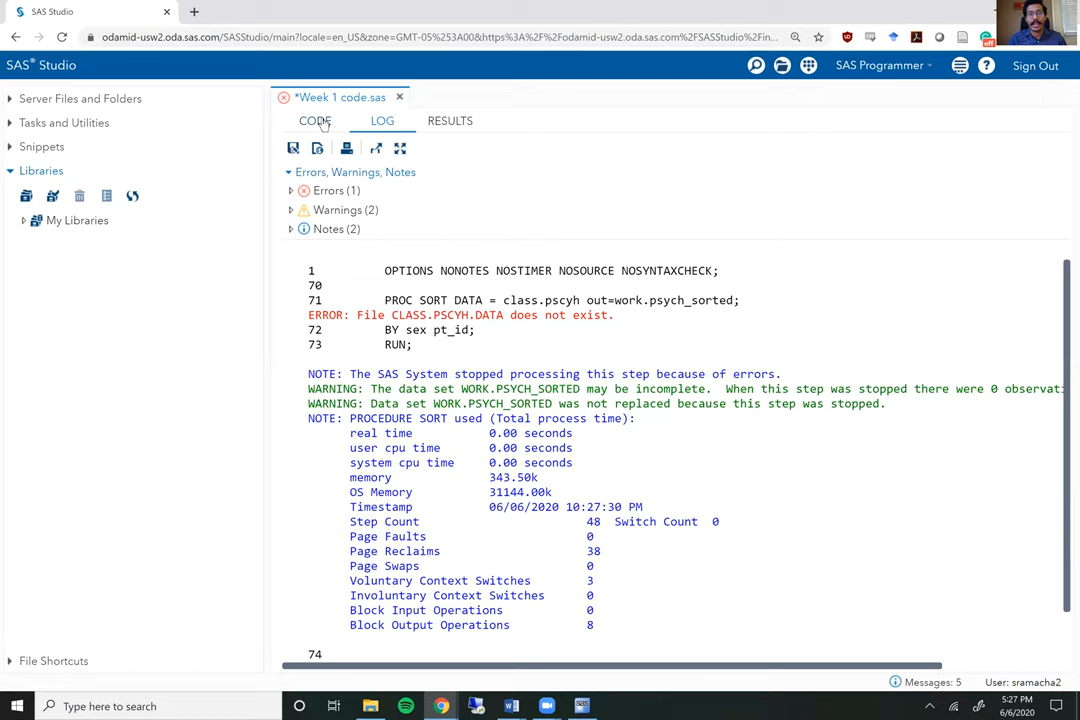 SAS Studio
odamid-usw2.oda.sas.com/SASStudio/main?locale=en_US&zone=GMT-05%253A00&https%3A%2F%2Fodamid-usw2.oda.sas.com%2FSASStudio%2Fin...
off
SAS® Studio
SAS Programmer
Sign Out
Server Files and Folders
Tasks and Utilities
Snippets
Libraries
My Libraries
File Shortcuts
*Week 1 code.sas
CODE LOG RESULTS
Errors, Warnings, Notes
Errors (1)
Warnings (2)
Notes (2)
1 OPTIONS NONOTES NOSTIMER NOSOURCE NOSYNTAXCHECK;
70
71 PROC SORT DATA = class.pscyh out=work.psych_sorted;
ERROR: File CLASS.PSCYH.DATA does not exist.
72 BY sex pt_id;
73 RUN;
NOTE: The SAS System stopped processing this step because of errors.
WARNING: The data set WORK.PSYCH_SORTED may be incomplete. When this step was stopped there were 0 observati
WARNING: Data set WORK.PSYCH_SORTED was not replaced because this step was stopped.
NOTE: PROCEDURE SORT used (Total process time):
real time 0.00 seconds
user cpu time 0.00 seconds
system cpu time 0.00 seconds
memory 343.50k
OS Memory 31144.00k
Timestamp 06/06/2020 10:27:30 PM
Step Count 48 Switch Count 0
Page Faults 0
Page Reclaims 38
Page Swaps 0
Voluntary Context Switches 3
Involuntary Context Switches 0
Block Input Operations 0
Block Output Operations 8
74
Messages: 5 User: sramacha2
Type here to search
5:27 PM
6/6/2020